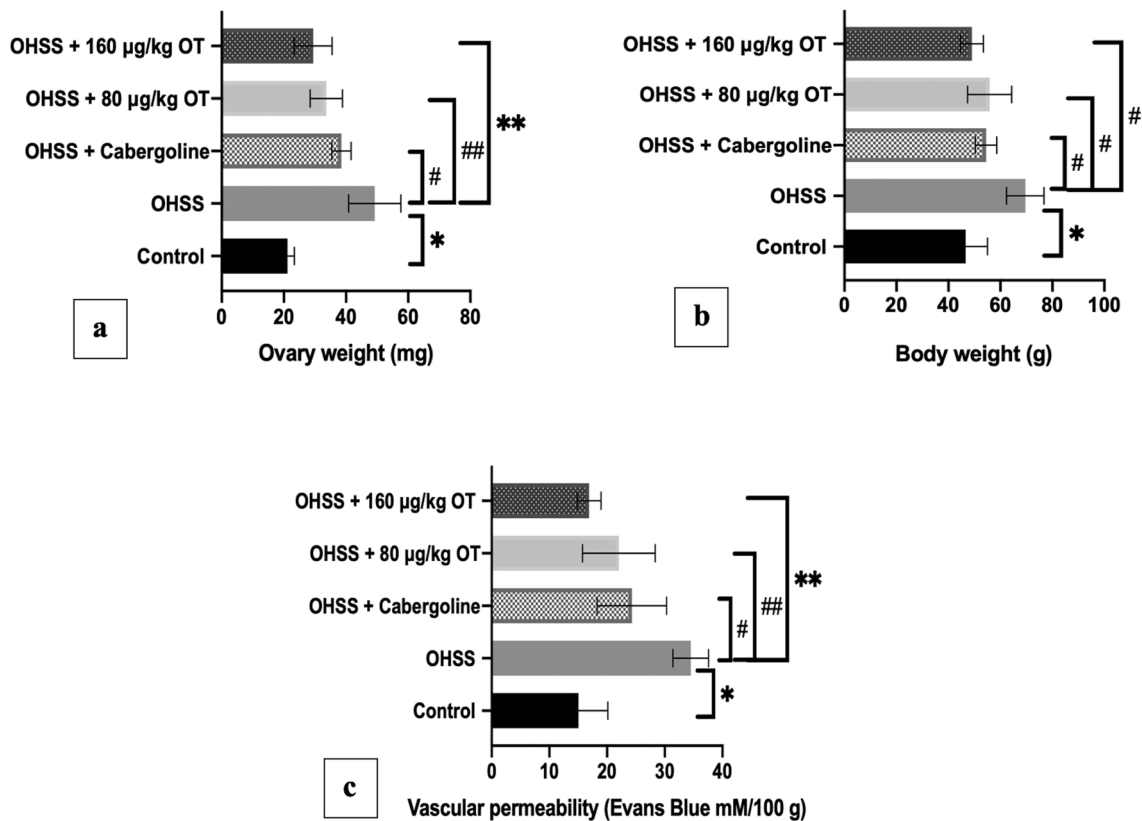 OHSS + 160 μg/kg OT
OHSS + 80 μg/kg OT
OHSS + Cabergoline
OHSS
Control
**
##
#
*
0 20 40 60 80
Ovary weight (mg)
a
OHSS + 160 μg/kg OT
OHSS + 80 μg/kg OT
OHSS + Cabergoline
OHSS
Control
#
#
#
*
0 20 40 60 80 100
Body weight (g)
b
OHSS + 160 μg/kg OT
OHSS + 80 μg/kg OT
OHSS + Cabergoline
OHSS
Control
**
##
#
*
0 10 20 30 40
Vascular permeability (Evans Blue mM/100 g)
c